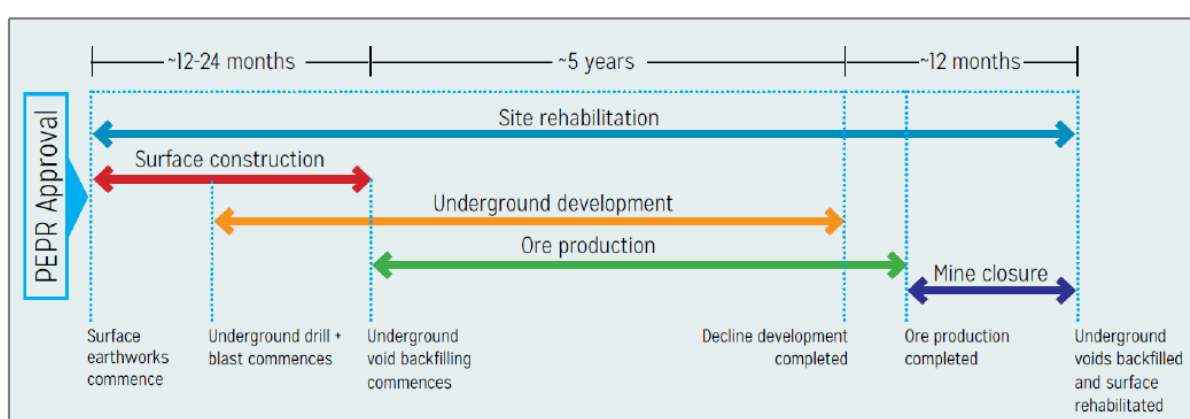 ~12-24 months
~5 years
~12 months
PEPR Approval
Site rehabilitation
Surface construction
Underground development
Ore production
Mine closure
Surface
earthworks
commence
Underground drill +
blast commences
Underground
void backfilling
commences
Decline development
completed
Ore production
completed
Underground
voids backfilled
and surface
rehabilitated